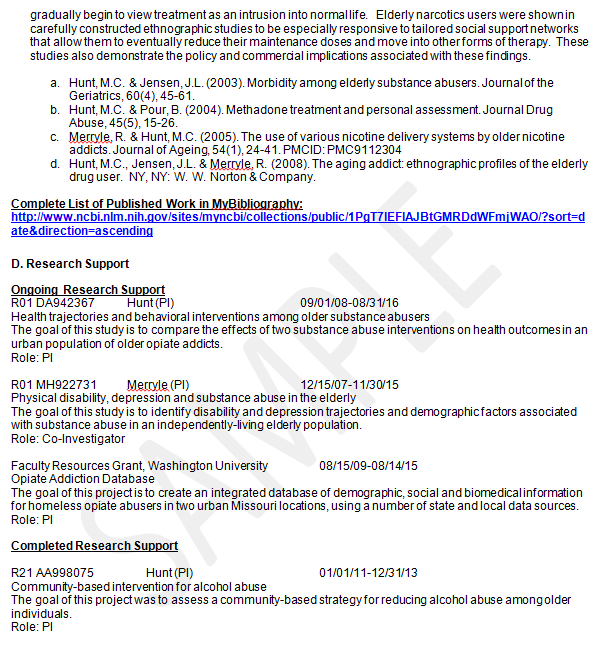 gradually begin to view treatment as an intrusion into normal life. Elderly narcotics users were shown in
carefully constructed ethnographic studies to be especially responsive to tailored social support networks
that allow them to eventually reduce their maintenance doses and move into other forms of therapy. These
studies also demonstrate the policy and commercial implications associated with these findings.
a. Hunt, M.C. & Jensen, J.L. (2003). Morbidity among elderly substance abusers. Journal of the
Geriatrics, 60(4), 45-61.
b. Hunt, M.C. & Pour, B. (2004). Methadone treatment and personal assessment. Journal Drug
Abuse, 45(5), 15-26.
c. Merryle, R. & Hunt, M.C. (2005). The use of various nicotine delivery systems by older nicotine
addicts. Journal of Ageing, 54(1), 24-41. PMCID: PMC9112304
d. Hunt, M.C., Jensen, J.L. & Merryle, R. (2008). The aging addict: ethnographic profiles of the elderly
drug user. NY, NY: W. W. Norton & Company.
Complete List of Published Work in MyBibliography:
http://www.ncbi.nlm.nih.gov/sites/myncbi/collections/public/1PgT7IEFIAJBtGMRDdWFmjWAO/?sort=d
ate&direction=ascending
D. Research Support
Ongoing Research Support
R01 DA942367 Hunt (PI) 09/01/08-08/31/16
Health trajectories and behavioral interventions among older substance abusers
The goal of this study is to compare the effects of two substance abuse interventions on health outcomes in an
urban population of older opiate addicts.
Role: PI
R01 MH922731 Merryle (PI) 12/15/07-11/30/15
Physical disability, depression and substance abuse in the elderly
The goal of this study is to identify disability and depression trajectories and demographic factors associated
with substance abuse in an independently-living elderly population.
Role: Co-Investigator
Faculty Resources Grant, Washington University 08/15/09-08/14/15
Opiate Addiction Database
The goal of this project is to create an integrated database of demographic, social and biomedical information
for homeless opiate abusers in two urban Missouri locations, using a number of state and local data sources.
Role: PI
Completed Research Support
R21 AA998075 Hunt (PI) 01/01/11-12/31/13
Community-based intervention for alcohol abuse
The goal of this project was to assess a community-based strategy for reducing alcohol abuse among older
individuals.
Role: PI
SAMPLE